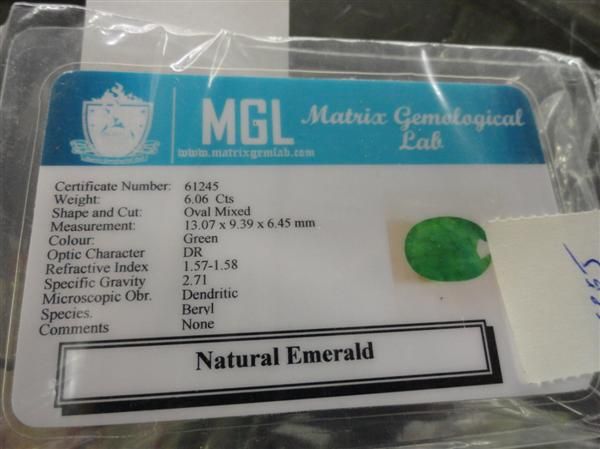 MGL
www.matrixgemlab.com
Matrix Gemological
Lab
Certificate Number: 61245
Weight: 6.06 Cts
Shape and Cut: Oval Mixed
Measurement: 13.07 x 9.39 x 6.45 mm
Colour: Green
Optic Character DR
Refractive Index 1.57-1.58
Specific Gravity 2.71
Microscopic Obr. Dendritic
Species. Beryl
Comments None
Natural Emerald